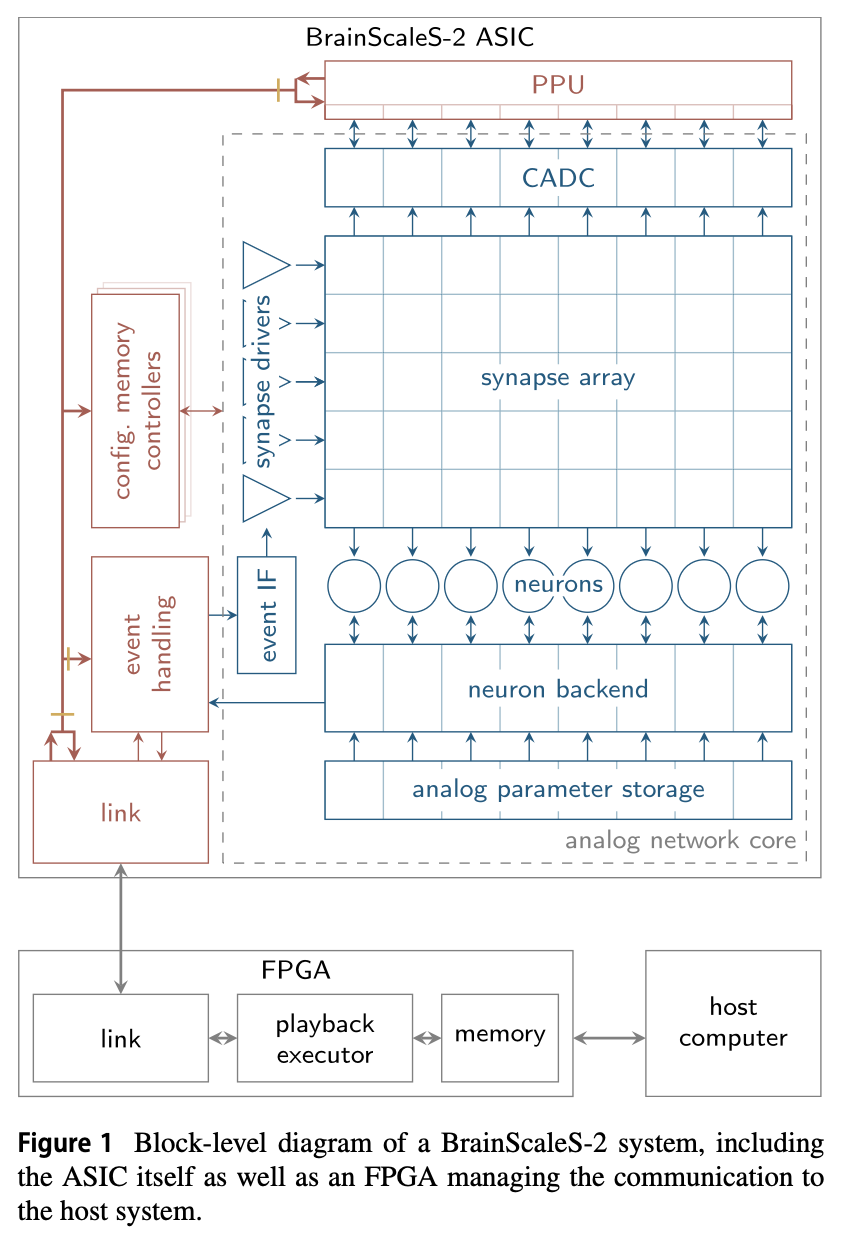 BrainScaleS-2 ASIC
PPU
CADC
synapse drivers
synapse array
config. memory
controllers
neurons
event IF
event
handling
neuron backend
analog parameter storage
link
analog network core
FPGA
link
playback
executor
memory
host
computer
Figure 1 Block-level diagram of a BrainScaleS-2 system, including
the ASIC itself as well as an FPGA managing the communication to
the host system.